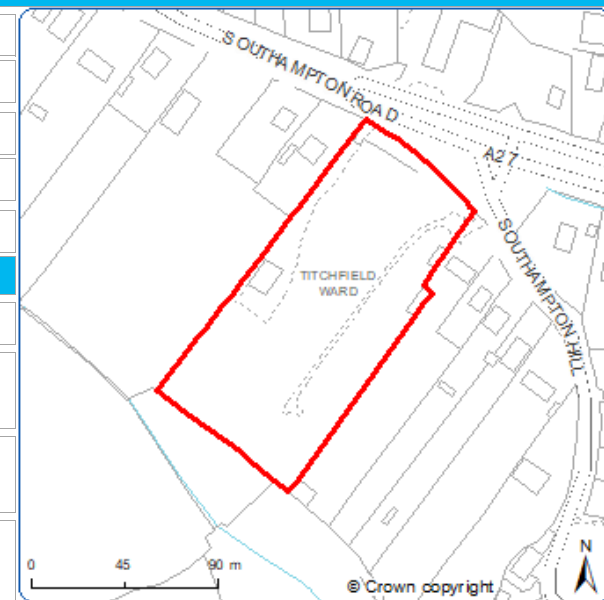 SOUTHAMPTON ROAD
A27
SOUTHAMPTON HILL
TITCHFIELD
WARD
0 45 90 m
N
© Crown copyright